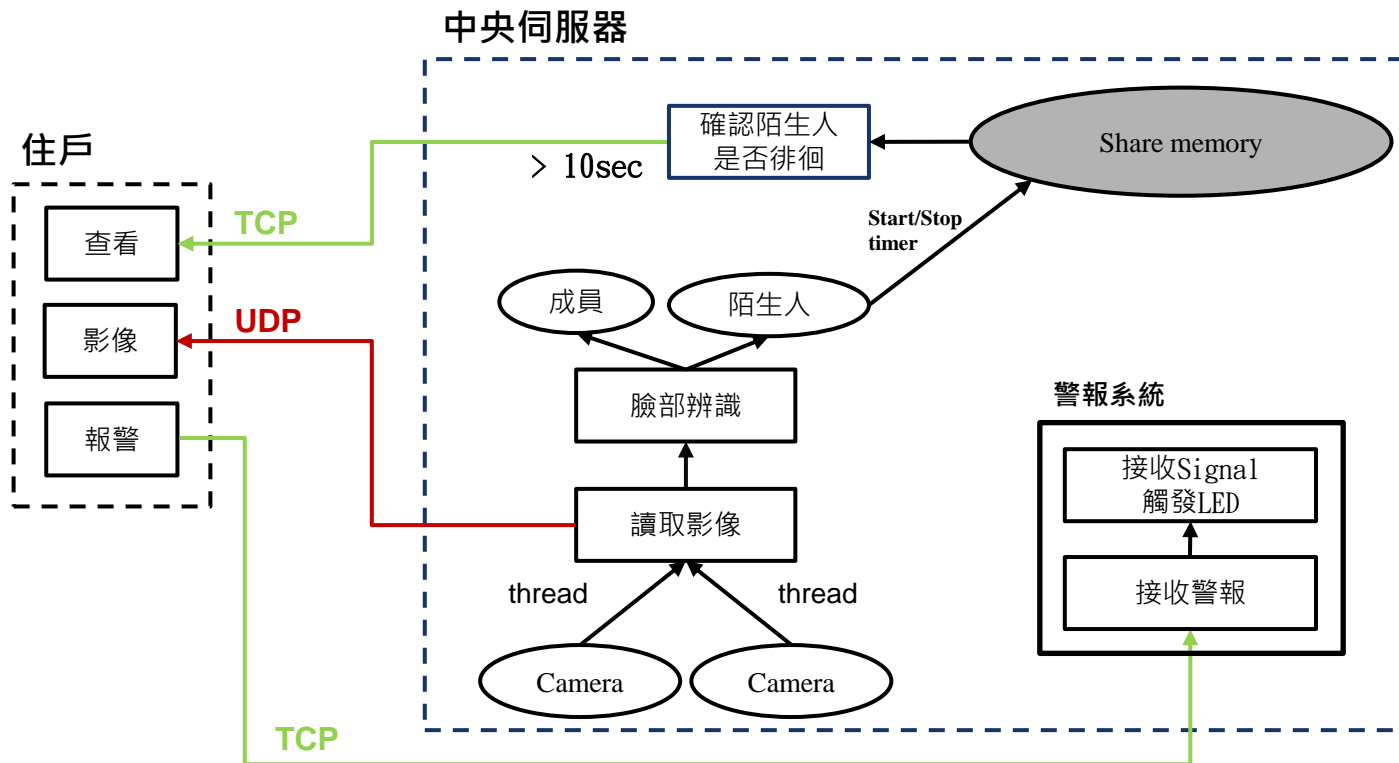 中央伺服器
住戶
查看
影像
報警
TCP
UDP
TCP
確認陌生人
是否徘徊
> 10sec
Share memory
Start/Stop
timer
成員
陌生人
臉部辨識
讀取影像
thread
thread
Camera
Camera
警報系統
接收Signal
觸發LED
接收警報